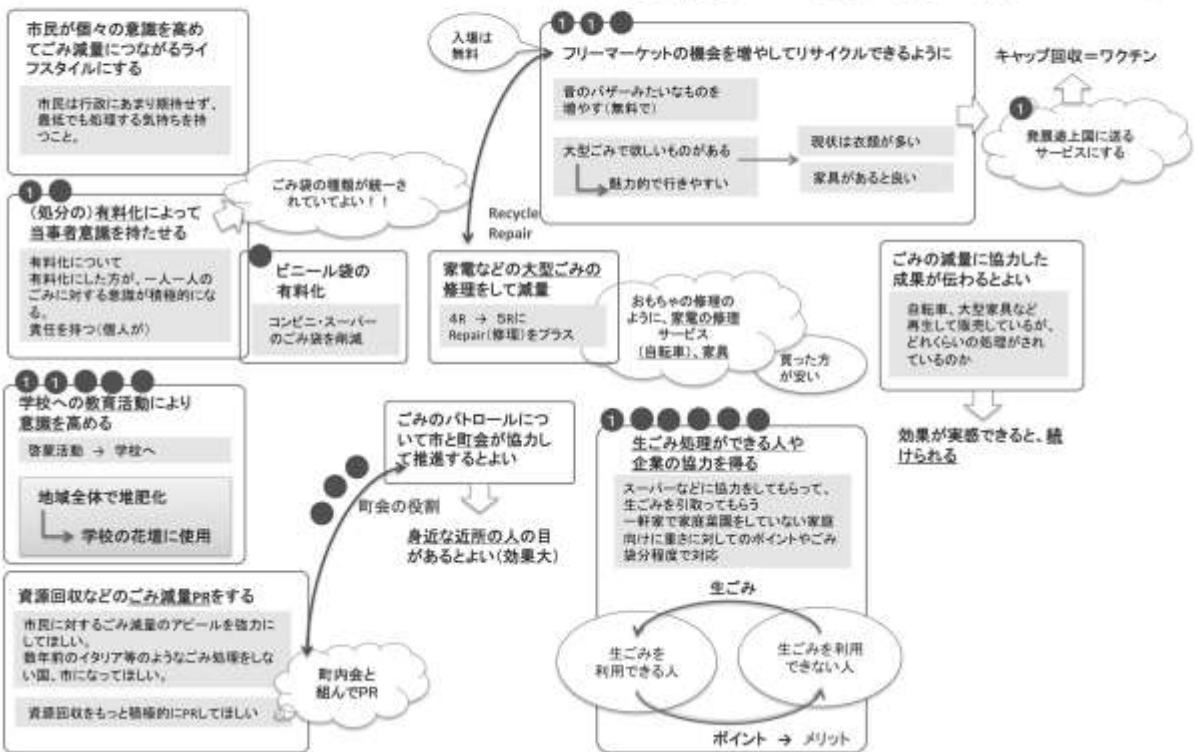 市民が個々の意識を高め
てごみ減量につながるライ
フスタイルにする
市民は行政にあまり期待せず、
最低でも処理する気持ちを持
つこと。
ごみ袋の種類が統一さ
れていてよい！！
1
(処分の)有料化によって
当事者意識を持たせる
有料化について
有料化にした方が、一人一人の
ごみに対する意識が積極的にな
る。
責任を持つ(個人が)
ビニール袋の
有料化
コンビニ・スーパー
のごみ袋を削減
入場は
無料
1 1
フリーマーケットの機会を増やしてリサイクルできるように
昔のバザーみたいなものを
増やす(無料で)
大型ごみで欲しいものがある
魅力的で行きやすい
現状は衣類が多い
家具があると良い
キャップ回収=ワクチン
1
発展途上国に送る
サービスにする
Recycle
Repair
家電などの大型ごみの
修理をして減量
4R → 5Rに
Repair(修理)をプラス
おもちゃの修理の
ように、家電の修理
サービス
(自転車)、家具
買った方
が安い
ごみの減量に協力した
成果が伝わるとよい
自転車、大型家具など
再生して販売しているが、
どれくらいの処理がされ
ているのか
効果が実感できると、続
けられる
1 1
学校への教育活動により
意識を高める
啓蒙活動 → 学校へ
地域全体で堆肥化
学校の花壇に使用
ごみのパトロールにつ
いて市と町会が協力し
て推進するとよい
町会の役割
身近な近所の人の目
があるとよい(効果大)
資源回収などのごみ減量PRをする
市民に対するごみ減量のアピールを強力に
してほしい。
数年前のイタリア等のようなごみ処理をしな
い国、市になってほしい。
資源回収をもっと積極的にPRしてほしい
町内会と
組んでPR
1
生ごみ処理ができる人や
企業の協力を得る
スーパーなどに協力をしてもらって、
生ごみを引取ってもらう
一軒家で家庭菜園をしていない家庭
向けに重さに対してのポイントやごみ
袋分程度で対応
生ごみ
生ごみを
利用できる人
生ごみを利用
できない人
ポイント → メリット